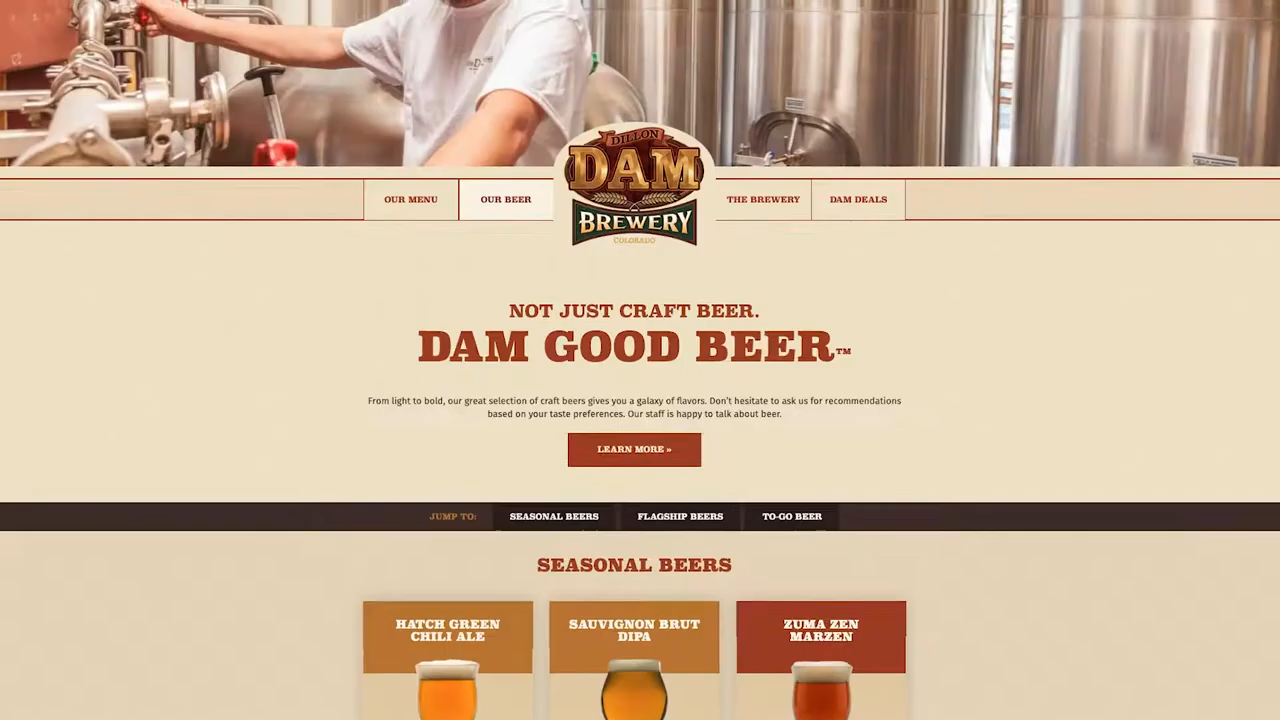 DILLON
DAM
BREWERY
COLORADO
OUR MENU
OUR BEER
THE BREWERY
DAM DEALS
NOT JUST CRAFT BEER.
DAM GOOD BEER™
From light to bold, our great selection of craft beers gives you a galaxy of flavors. Don't hesitate to ask us for recommendations
based on your taste preferences. Our staff is happy to talk about beer.
LEARN MORE »
JUMP TO:
SEASONAL BEERS
FLAGSHIP BEERS
TO-GO BEER
SEASONAL BEERS
HATCH GREEN
CHILI ALE
SAUVIGNON BRUT
DIPA
ZUMA ZEN
MARZEN